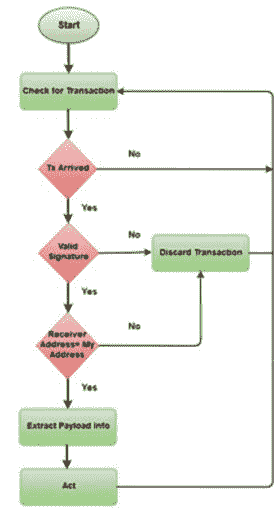 Start
Check for Transaction
Tx Arrived
No
Yes
Valid
Signature
No
Discard Transaction
Yes
Receiver
Address= My
Address
No
Yes
Extract Payload info
Act